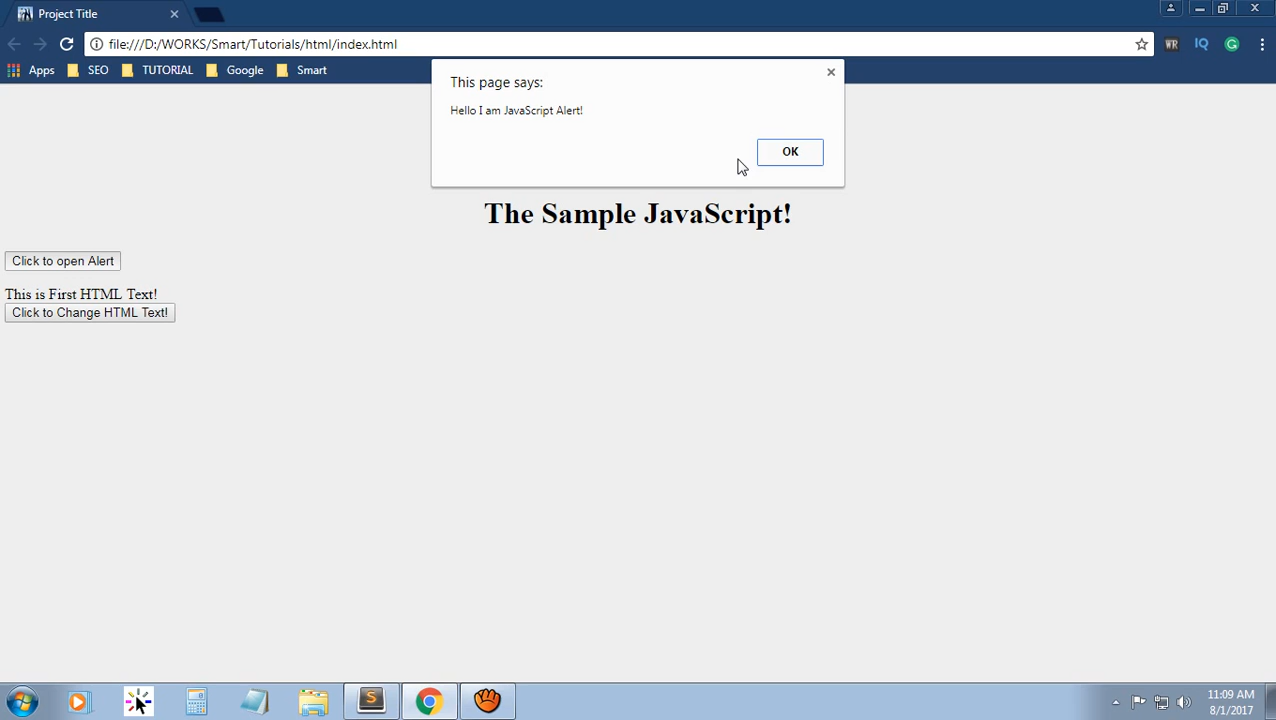 Project Title
file:///D:/WORKS/Smart/Tutorials/html/index.html
WR IQ G
Apps SEO TUTORIAL Google Smart
This page says:
Hello I am JavaScript Alert!
OK
The Sample JavaScript!
Click to open Alert
This is First HTML Text!
Click to Change HTML Text!
S
11:09 AM
8/1/2017